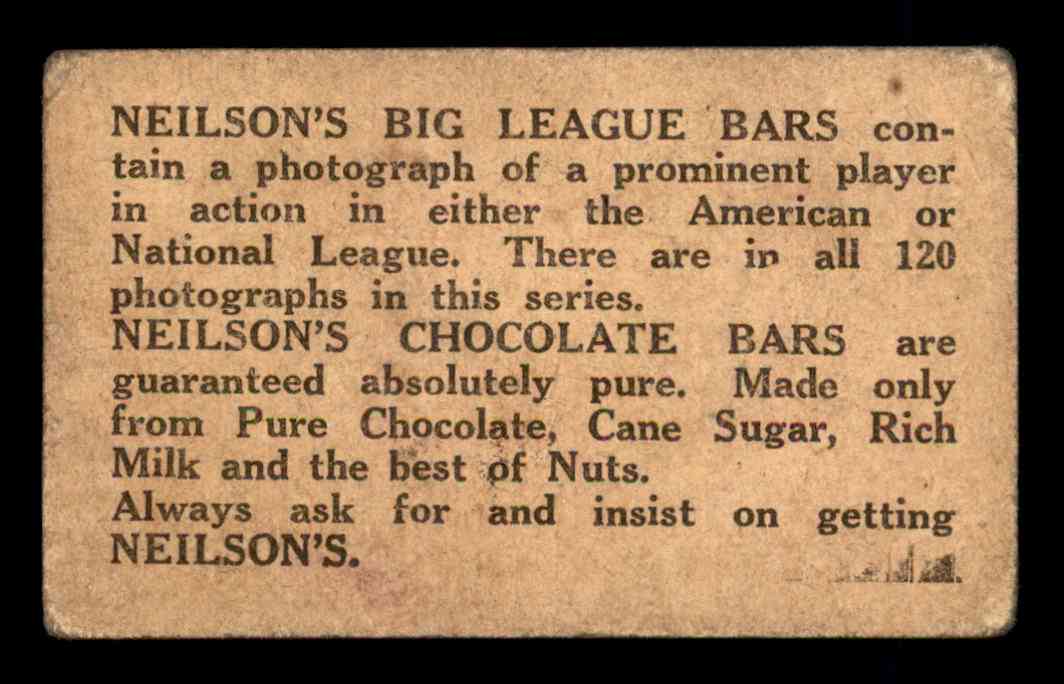 NEILSON'S BIG LEAGUE BARS con-
tain a photograph of a prominent player
in action in either the American or
National League. There are in all 120
photographs in this series.
NEILSON'S CHOCOLATE BARS are
guaranteed absolutely pure. Made only
from Pure Chocolate, Cane Sugar, Rich
Milk and the best of Nuts.
Always ask for and insist on getting
NEILSON'S.